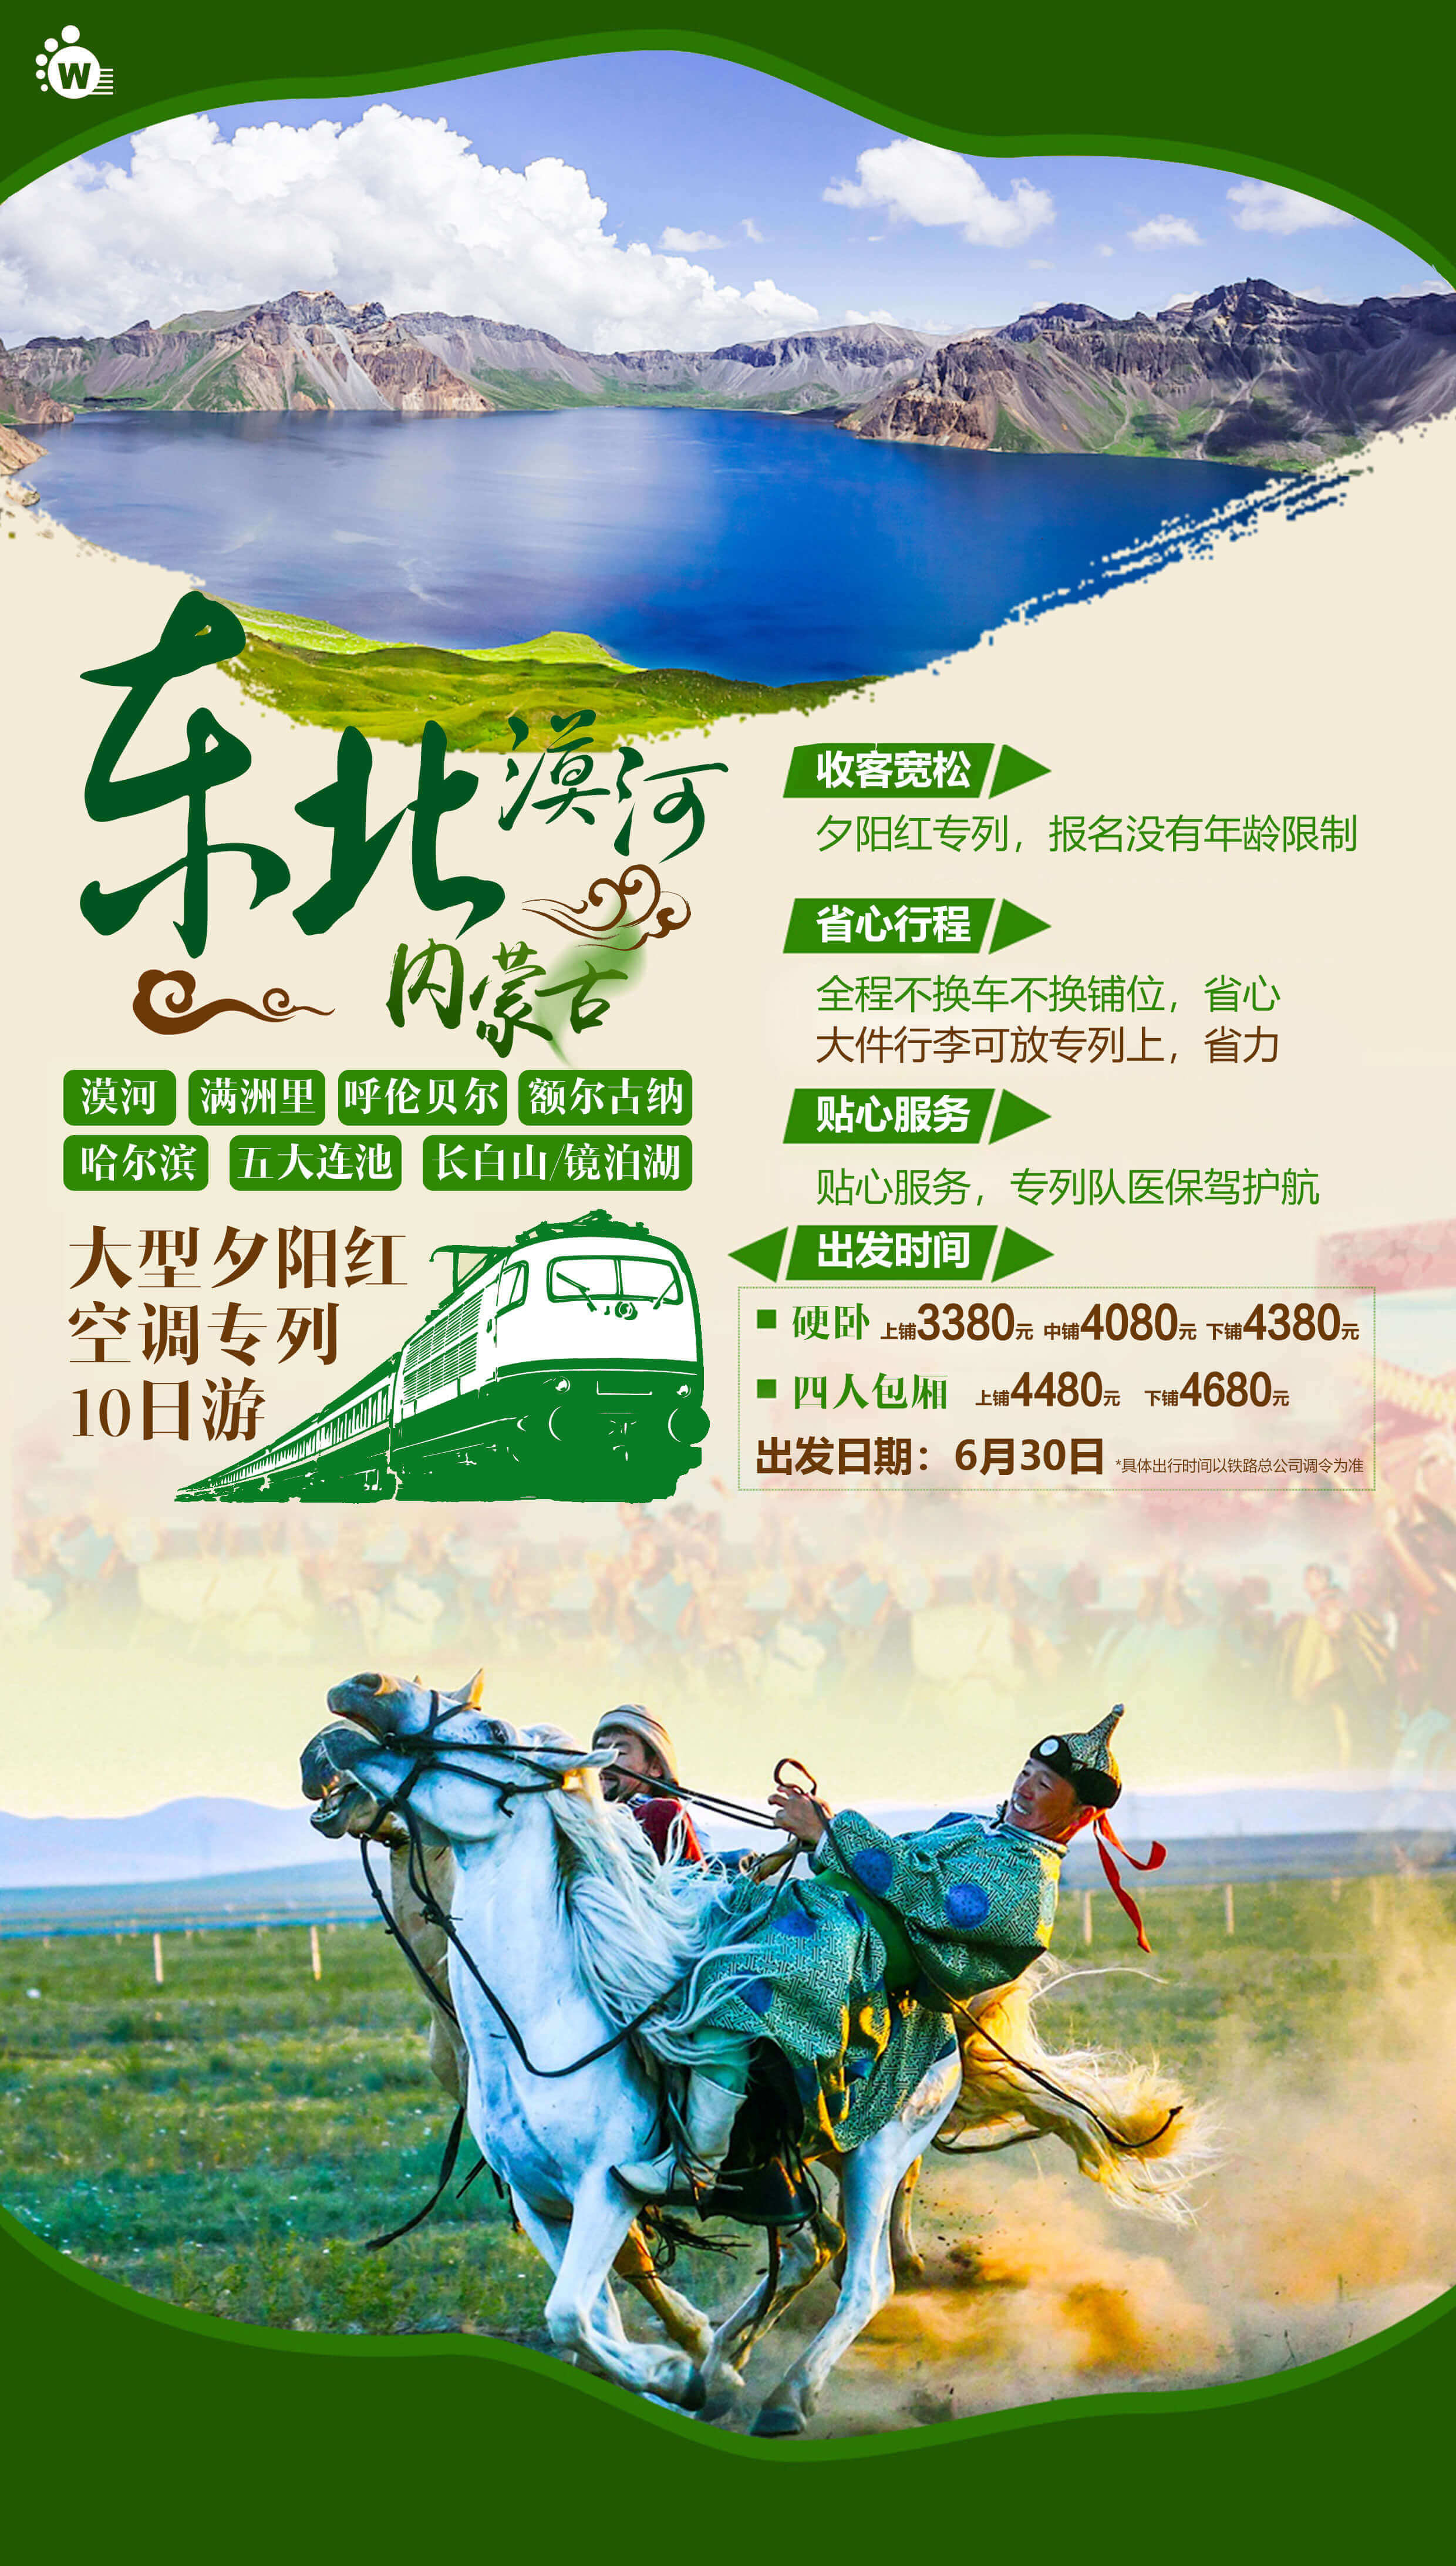 W
东北漠河
内蒙古
漠河 满洲里 呼伦贝尔 额尔古纳
哈尔滨 五大连池 长白山/镜泊湖
大型夕阳红
空调专列
10日游
收客宽松
夕阳红专列，报名没有年龄限制
省心行程
全程不换车不换铺位，省心
大件行李可放专列上，省力
贴心服务
贴心服务，专列队医保驾护航
出发时间
硬卧 上铺3380元 中铺4080元 下铺4380元
四人包厢 上铺4480元 下铺4680元
出发日期：6月30日 *具体出行时间以铁路总公司调令为准